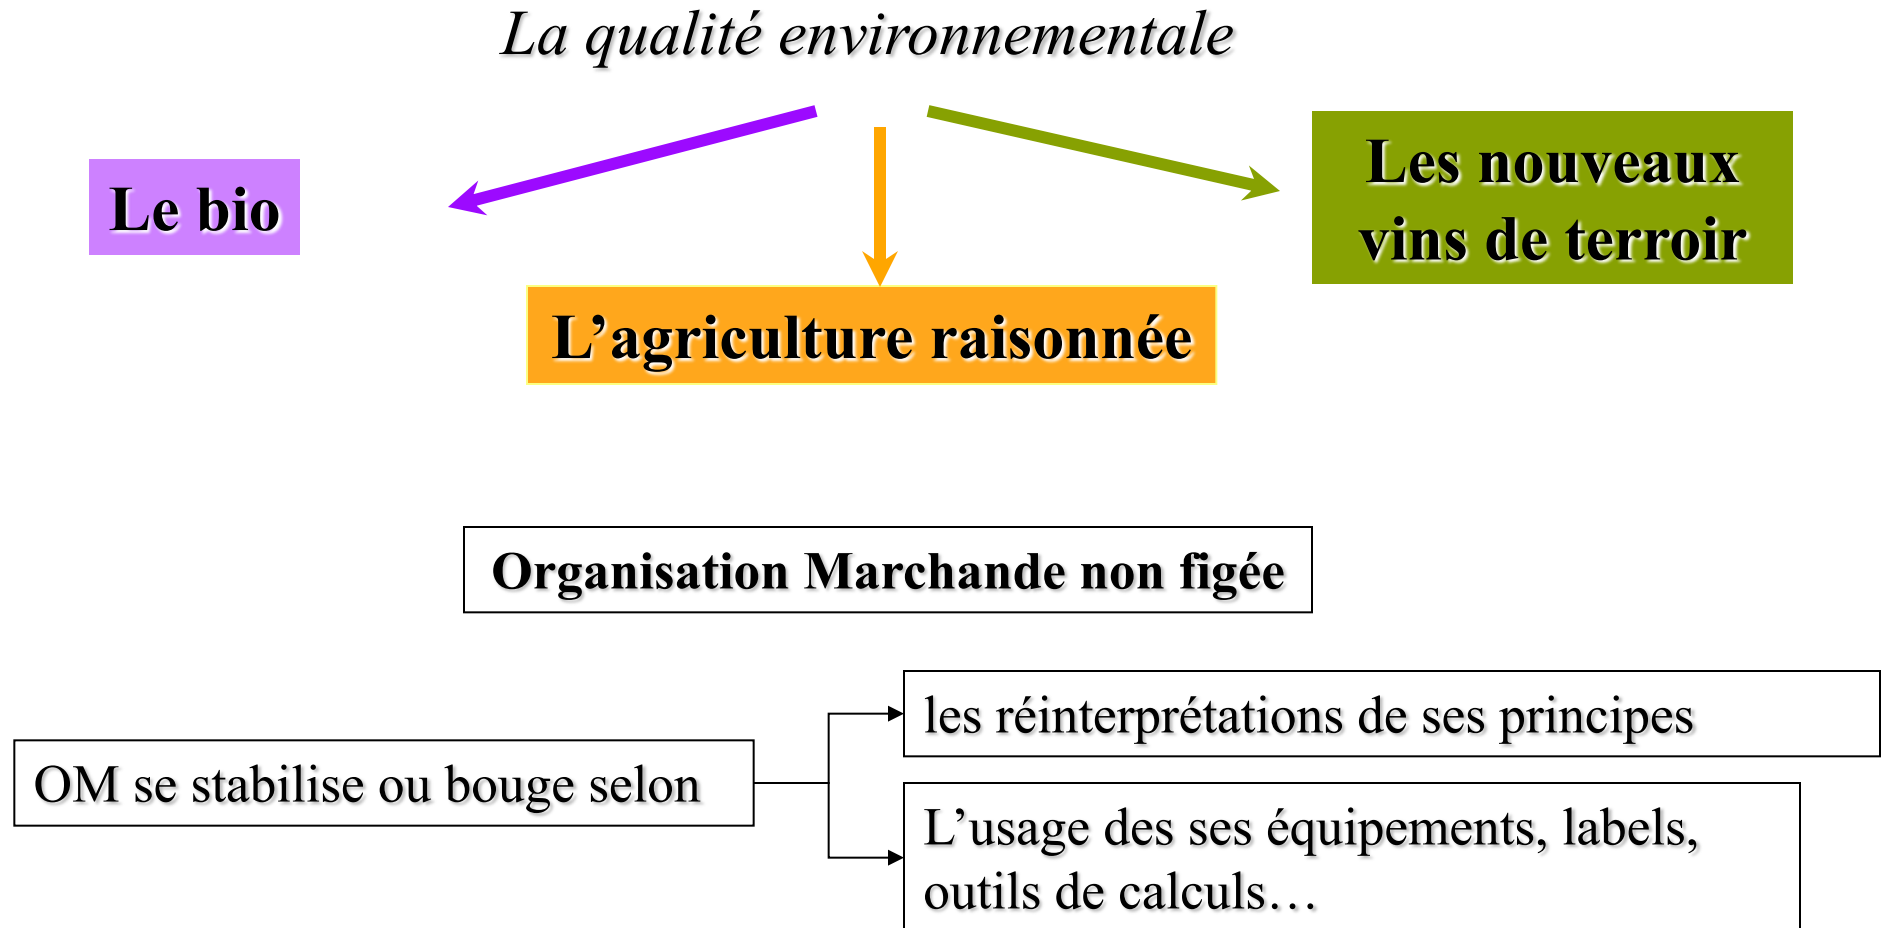 La qualité environnementale
Le bio
Les nouveaux
vins de terroir
L’agriculture raisonnée
Organisation Marchande non figée
les réinterprétations de ses principes
OM se stabilise ou bouge selon
L’usage des ses équipements, labels,
outils de calculs…